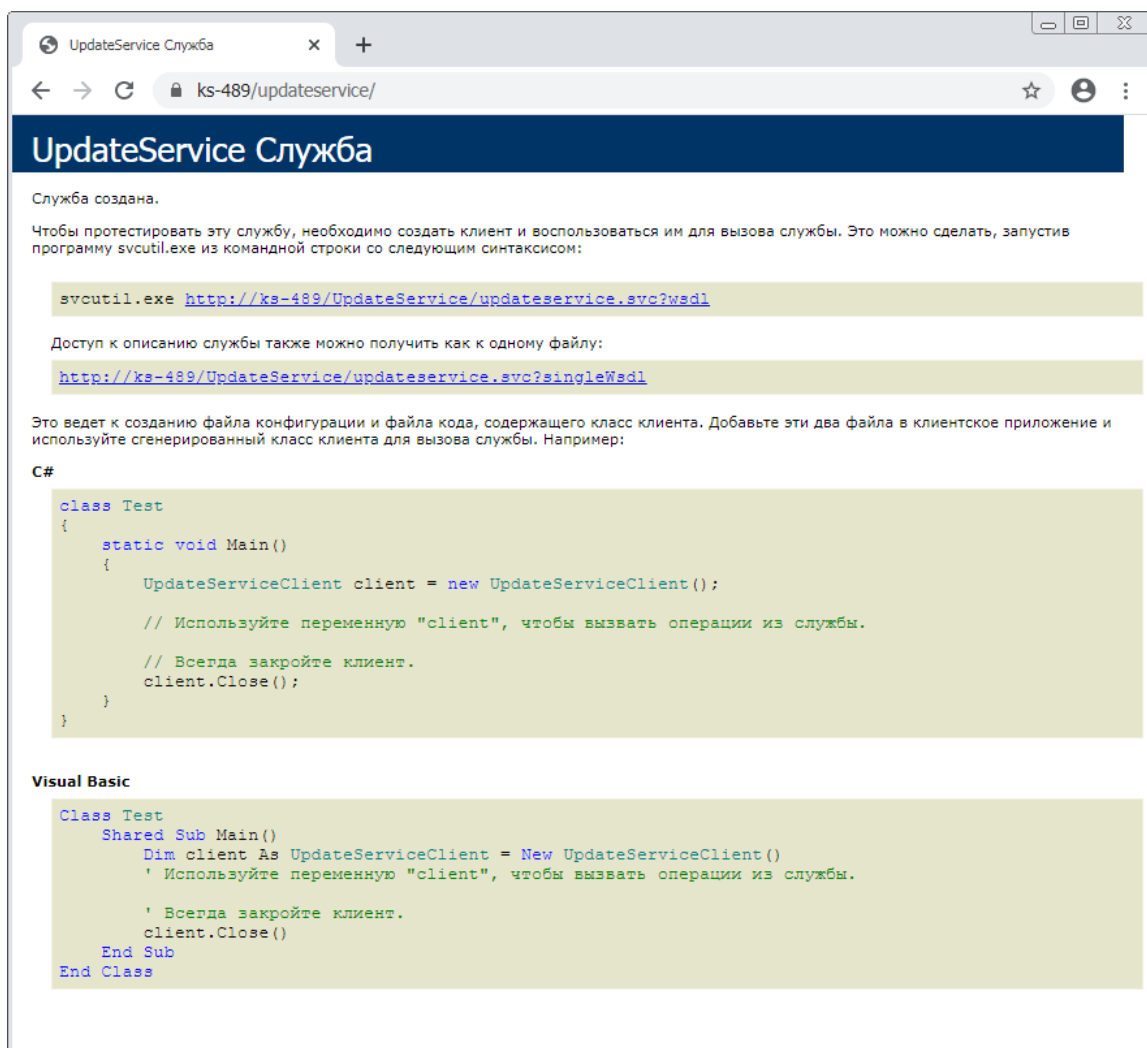 UpdateService Служба
ks-489/updateservice/
UpdateService Служба
Служба создана.
Чтобы протестировать эту службу, необходимо создать клиент и воспользоваться им для вызова службы. Это можно сделать, запустив
программу svcutil.exe из командной строки со следующим синтаксисом:
svcutil.exe http://ks-489/UpdateService/updateservice.svc?wsdl
Доступ к описанию службы также можно получить как к одному файлу:
http://ks-489/UpdateService/updateservice.svc?singleWsdl
Это ведет к созданию файла конфигурации и файла кода, содержащего класс клиента. Добавьте эти два файла в клиентское приложение и
используйте сгенерированный класс клиента для вызова службы. Например:
C#
class Test
{
    static void Main()
    {
        UpdateServiceClient client = new UpdateServiceClient();
        // Используйте переменную "client", чтобы вызвать операции из службы.
        // Всегда закройте клиент.
        client.Close();
    }
}
Visual Basic
Class Test
    Shared Sub Main()
        Dim client As UpdateServiceClient = New UpdateServiceClient()
        ' Используйте переменную "client", чтобы вызвать операции из службы.
        ' Всегда закройте клиент.
        client.Close()
    End Sub
End Class